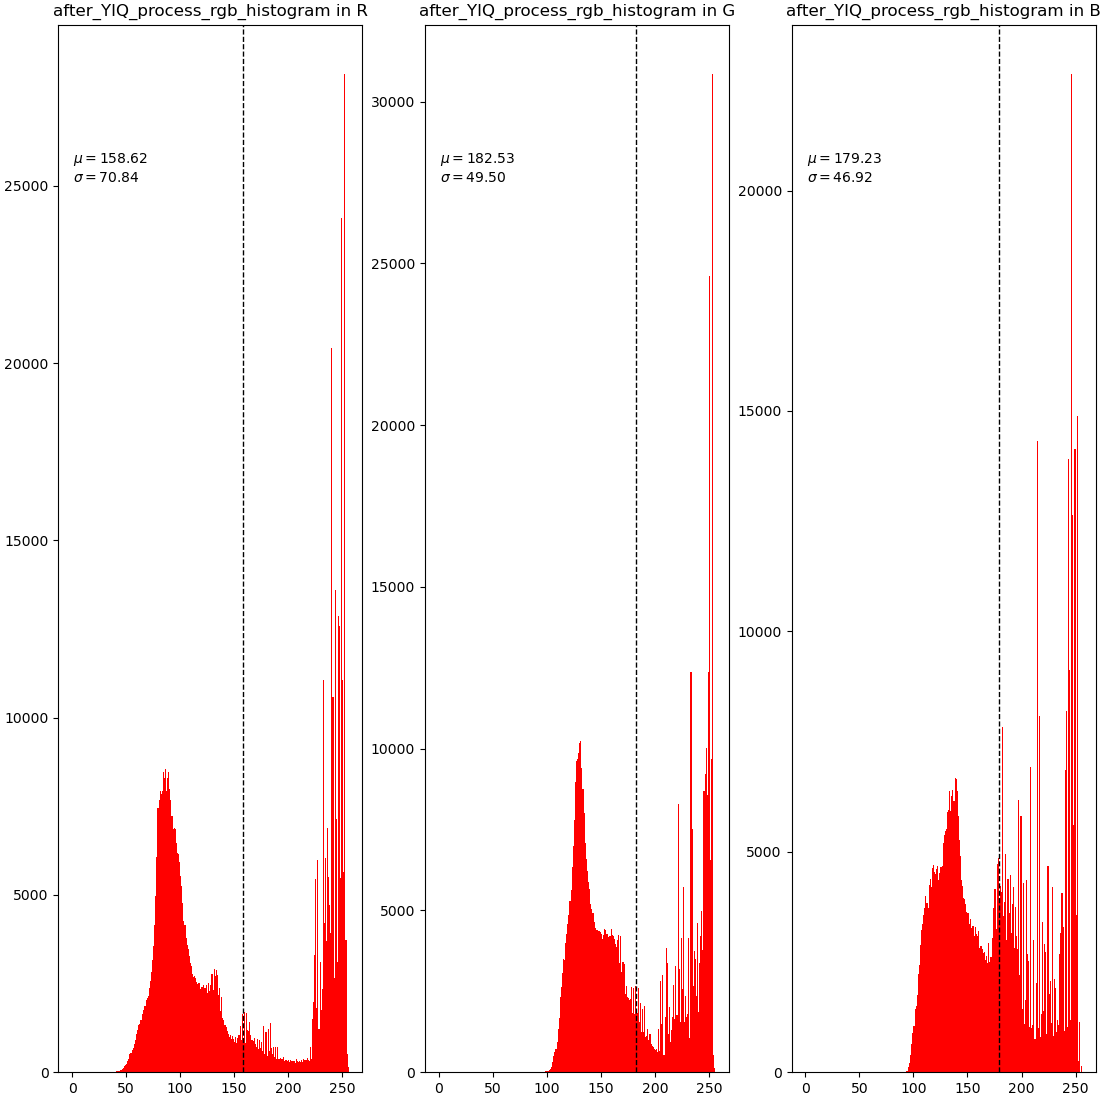 after_YIQ_process_rgb_histogram in R
μ = 158.62
σ = 70.84
25000
20000
15000
10000
5000
0
0 50 100 150 200 250
after_YIQ_process_rgb_histogram in G
μ = 182.53
σ = 49.50
30000
25000
20000
15000
10000
5000
0
0 50 100 150 200 250
after_YIQ_process_rgb_histogram in B
μ = 179.23
σ = 46.92
20000
15000
10000
5000
0
0 50 100 150 200 250